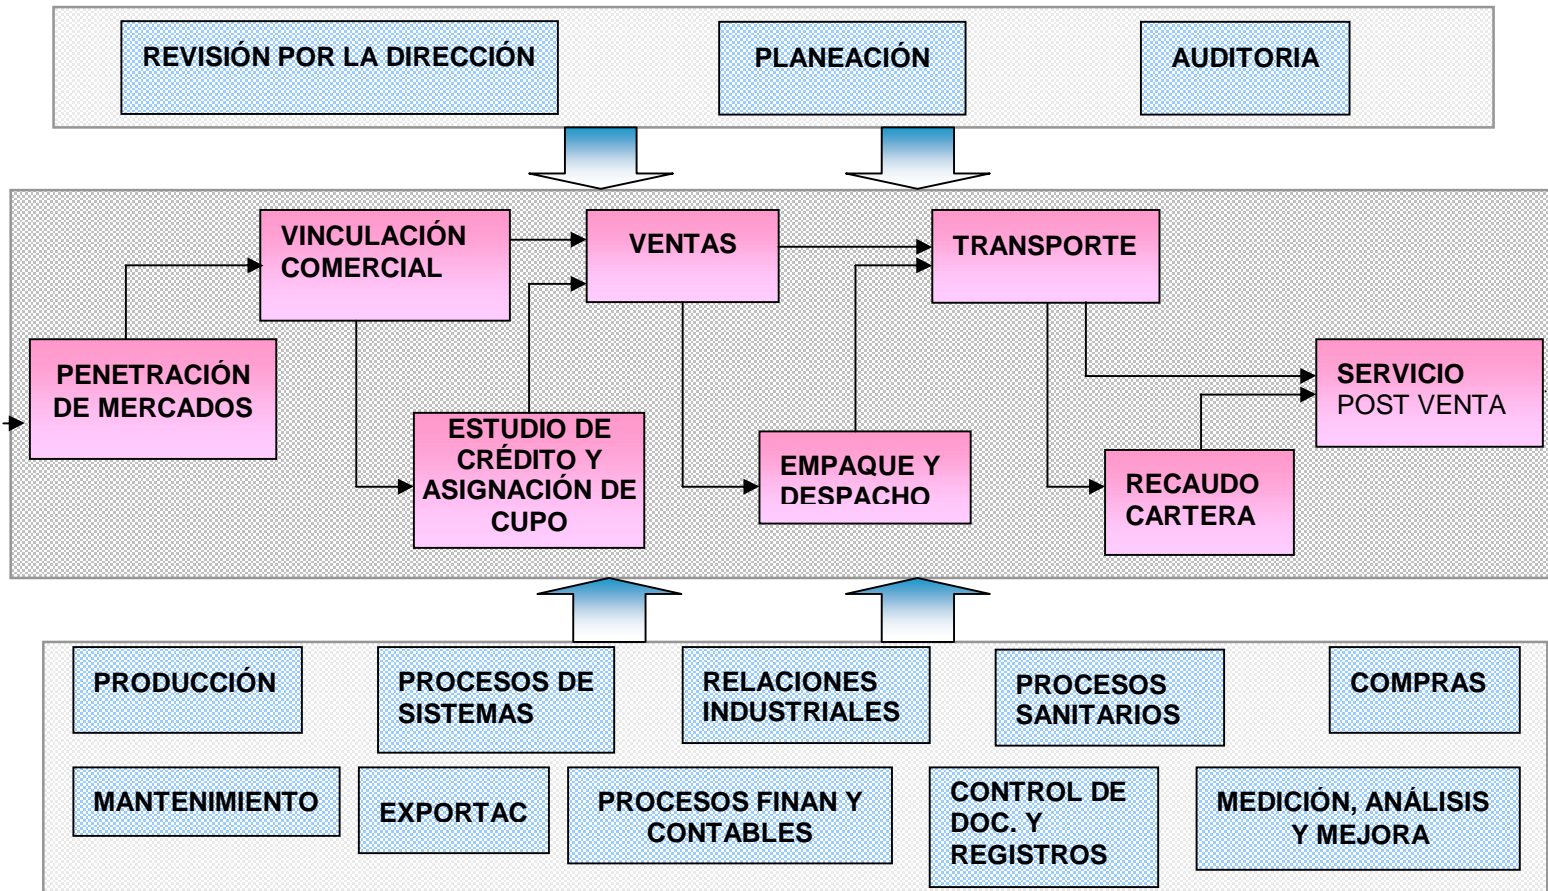 REVISIÓN POR LA DIRECCIÓN
PLANEACIÓN
AUDITORIA
VINCULACIÓN
COMERCIAL
VENTAS
TRANSPORTE
PENETRACIÓN
DE MERCADOS
SERVICIO
POST VENTA
ESTUDIO DE
CRÉDITO Y
ASIGNACIÓN DE
CUPO
EMPAQUE Y
DESPACHO
RECAUDO
CARTERA
PRODUCCIÓN
PROCESOS DE
SISTEMAS
RELACIONES
INDUSTRIALES
PROCESOS
SANITARIOS
COMPRAS
MANTENIMIENTO
EXPORTAC
PROCESOS FINAN Y
CONTABLES
CONTROL DE
DOC. Y
REGISTROS
MEDICIÓN, ANÁLISIS
Y MEJORA